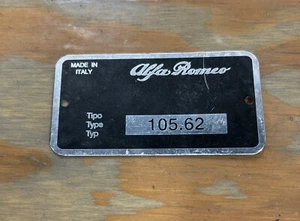 MADE IN
ITALY
Alfa Romeo
Tipo
Type
Typ
105.62